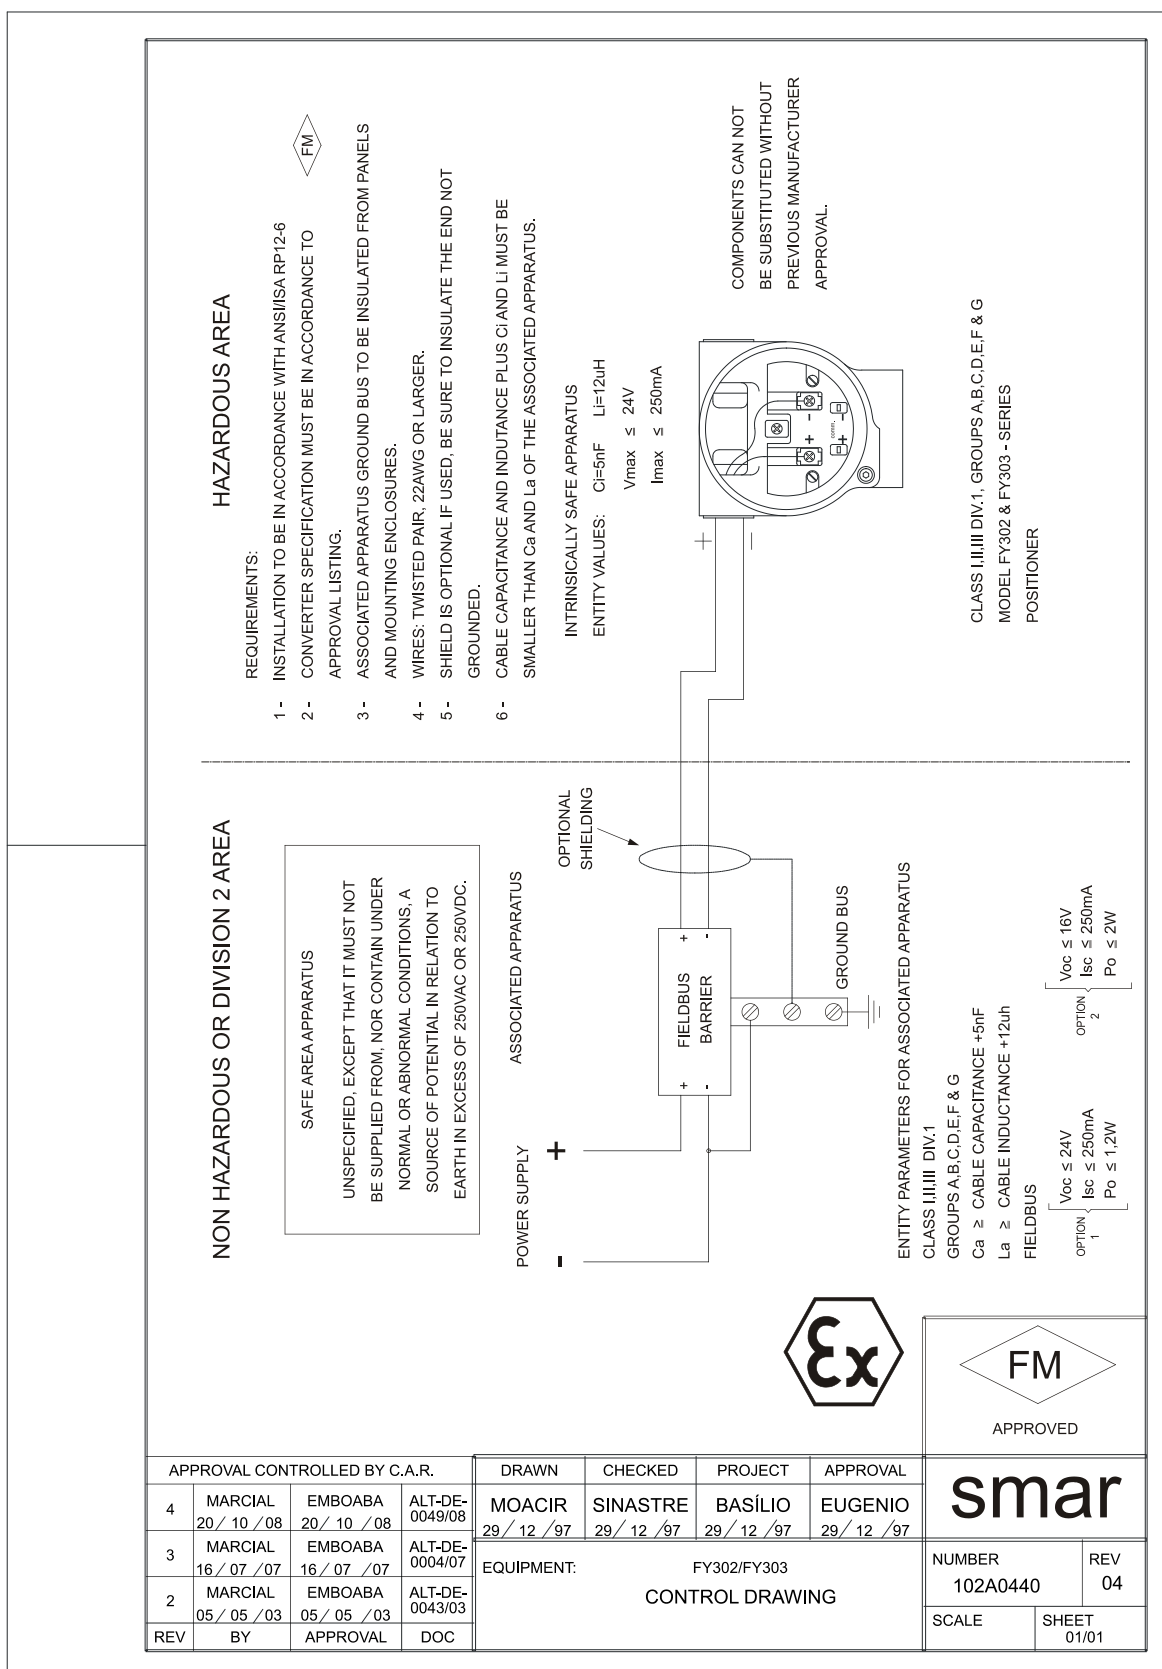 HAZARDOUS AREA
REQUIREMENTS:
1 - INSTALLATION TO BE IN ACCORDANCE WITH ANSI/ISA RP12-6
2 - CONVERTER SPECIFICATION MUST BE IN ACCORDANCE TO
APPROVAL LISTING.
FM
3 - ASSOCIATED APPARATUS GROUND BUS TO BE INSULATED FROM PANELS
AND MOUNTING ENCLOSURES.
4 - WIRES: TWISTED PAIR, 22AWG OR LARGER.
5 - SHIELD IS OPTIONAL IF USED, BE SURE TO INSULATE THE END NOT
GROUNDED.
6 - CABLE CAPACITANCE AND INDUTANCE PLUS Ci AND Li MUST BE
SMALLER THAN Ca AND La OF THE ASSOCIATED APPARATUS.
INTRINSICALLY SAFE APPARATUS
ENTITY VALUES: Ci=5nF Li=12uH
Vmax ≤ 24V
Imax ≤ 250mA
COMPONENTS CAN NOT
BE SUBSTITUTED WITHOUT
PREVIOUS MANUFACTURER
APPROVAL.
+
-
+ -
comm.
+ -
CLASS I,II,III DIV.1, GROUPS A,B,C,D,E,F & G
MODEL FY302 & FY303 - SERIES
POSITIONER
NON HAZARDOUS OR DIVISION 2 AREA
SAFE AREA APPARATUS
UNSPECIFIED, EXCEPT THAT IT MUST NOT
BE SUPPLIED FROM, NOR CONTAIN UNDER
NORMAL OR ABNORMAL CONDITIONS, A
SOURCE OF POTENTIAL IN RELATION TO
EARTH IN EXCESS OF 250VAC OR 250VDC.
POWER SUPPLY
- +
ASSOCIATED APPARATUS
OPTIONAL
SHIELDING
+ +
FIELDBUS
BARRIER
- -
GROUND BUS
ENTITY PARAMETERS FOR ASSOCIATED APPARATUS
CLASS I,II,III DIV.1
GROUPS A,B,C,D,E,F & G
Ca ≥ CABLE CAPACITANCE +5nF
La ≥ CABLE INDUCTANCE +12uh
FIELDBUS
OPTION
1
Voc ≤ 24V
Isc ≤ 250mA
Po ≤ 1,2W
OPTION
2
Voc ≤ 16V
Isc ≤ 250mA
Po ≤ 2W
Ex
FM
APPROVED
APPROVAL CONTROLLED BY C.A.R.
4 MARCIAL 20/10/08 EMBOABA 20/10/08 ALT-DE-0049/08
3 MARCIAL 16/07/07 EMBOABA 16/07/07 ALT-DE-0004/07
2 MARCIAL 05/05/03 EMBOABA 05/05/03 ALT-DE-0043/03
REV BY APPROVAL DOC
DRAWN CHECKED PROJECT APPROVAL
MOACIR SINASTRE BASÍLIO EUGENIO
29/12/97 29/12/97 29/12/97 29/12/97
EQUIPMENT: FY302/FY303
CONTROL DRAWING
smar
NUMBER
102A0440
REV
04
SCALE
SHEET
01/01